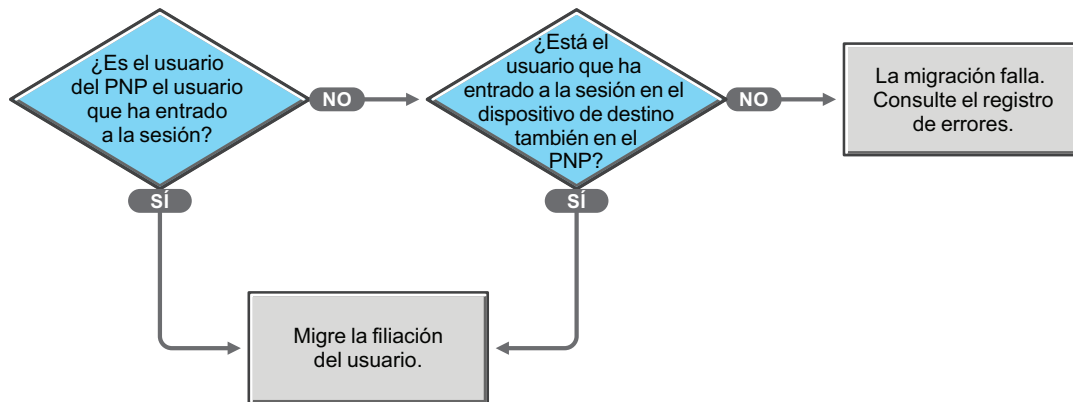 ¿Es el usuario
del PNP el usuario
que ha entrado
a la sesión?
NO
SÍ
¿Está el
usuario que ha
entrado a la sesión en el
dispositivo de destino
también en el
PNP?
NO
SÍ
La migración falla.
Consulte el registro
de errores.
Migre la filiación
del usuario.